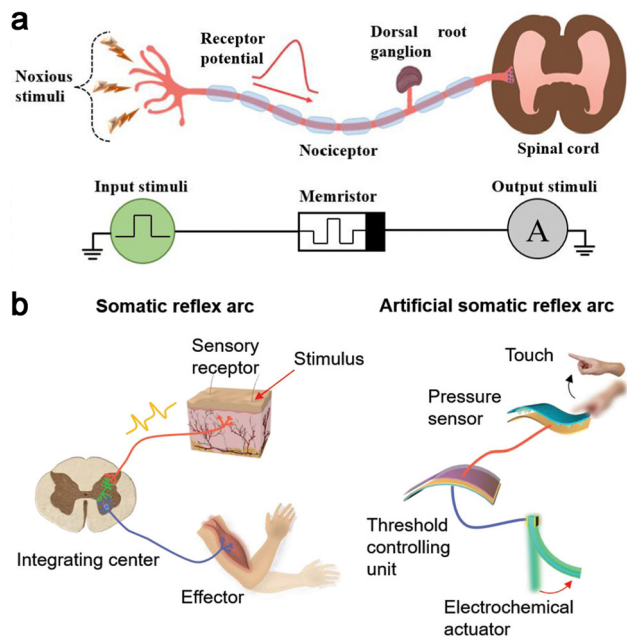 a
Noxious
stimuli
Receptor
potential
Dorsal root
ganglion
Nociceptor
Spinal cord
Input stimuli
Memristor
Output stimuli
A
b
Somatic reflex arc
Artificial somatic reflex arc
Sensory
receptor
Stimulus
Touch
Pressure
sensor
Integrating center
Threshold
controlling
unit
Effector
Electrochemical
actuator